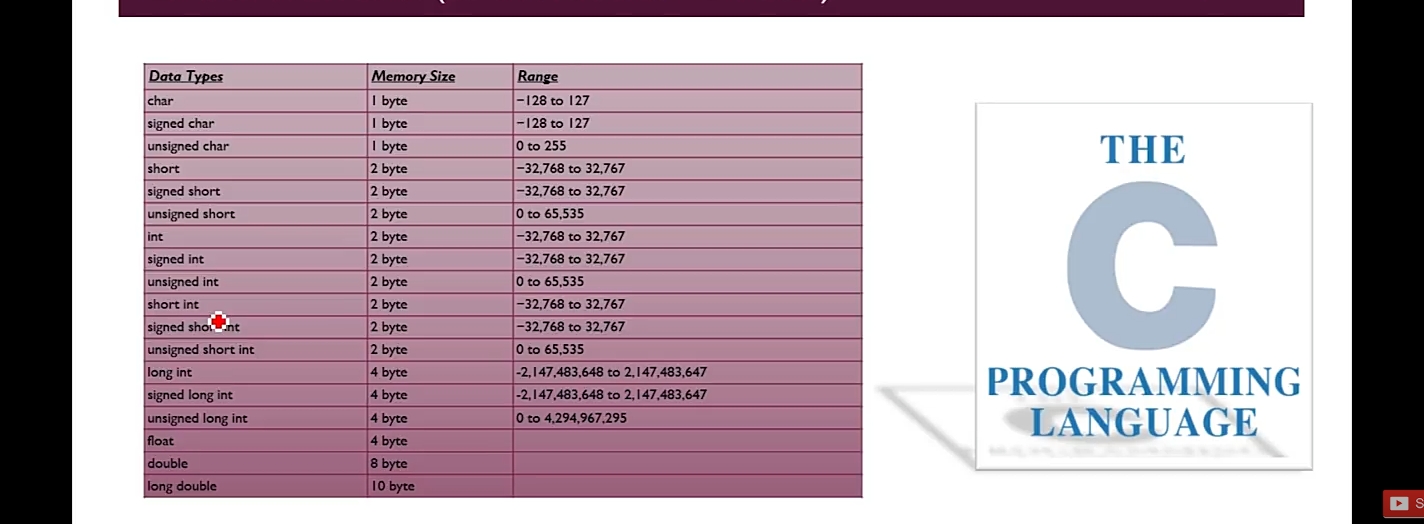 Data Types Memory Size Range
char 1 byte −128 to 127
signed char 1 byte −128 to 127
unsigned char 1 byte 0 to 255
short 2 byte −32,768 to 32,767
signed short 2 byte −32,768 to 32,767
unsigned short 2 byte 0 to 65,535
int 2 byte −32,768 to 32,767
signed int 2 byte −32,768 to 32,767
unsigned int 2 byte 0 to 65,535
short int 2 byte −32,768 to 32,767
signed short int 2 byte −32,768 to 32,767
unsigned short int 2 byte 0 to 65,535
long int 4 byte -2,147,483,648 to 2,147,483,647
signed long int 4 byte -2,147,483,648 to 2,147,483,647
unsigned long int 4 byte 0 to 4,294,967,295
float 4 byte
double 8 byte
long double 10 byte
THE
C
PROGRAMMING
LANGUAGE